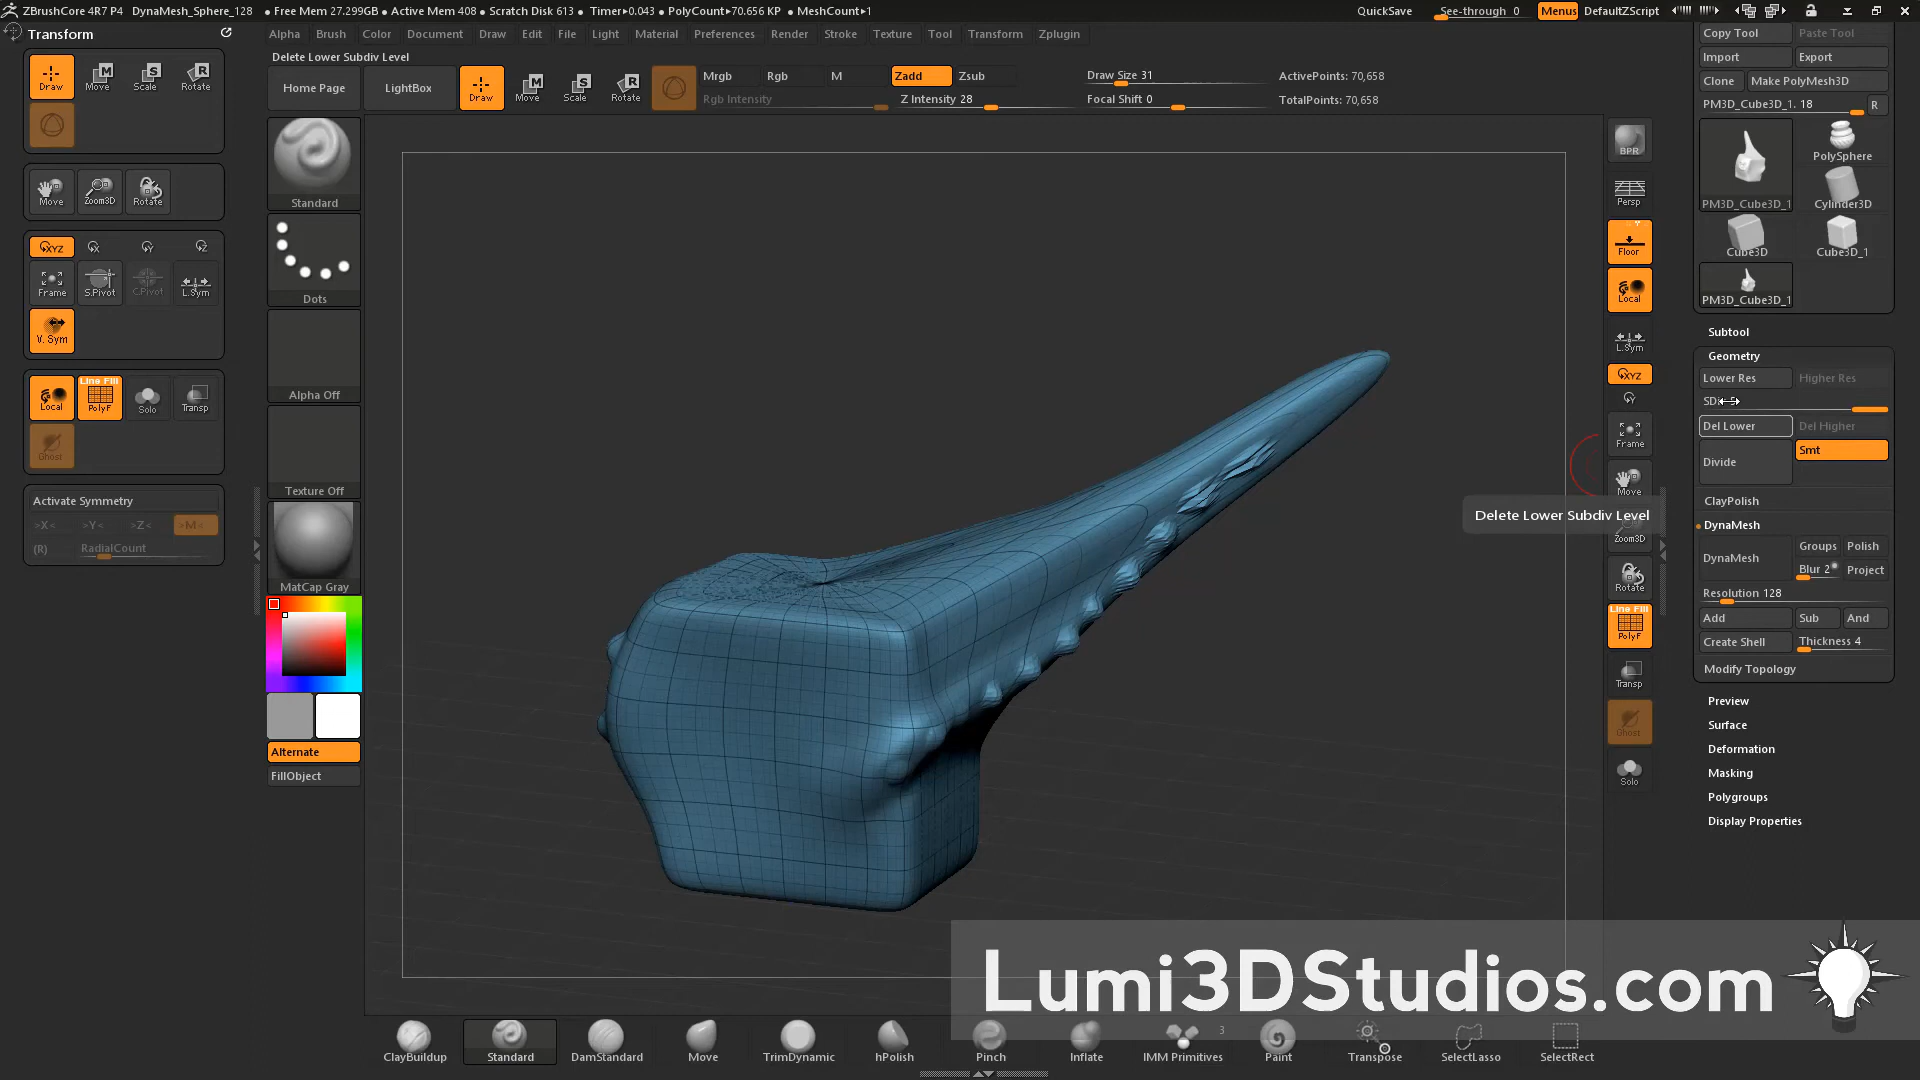 ZBrushCore 4R7 P4 DynaMesh_Sphere_128 • Free Mem 27.299GB • Active Mem 408 • Scratch Disk 613 • Timer▸0.043 • PolyCount▸70.656 KP • MeshCount▸1 QuickSave See-through 0 Menus DefaultZScript
Transform
Alpha Brush Color Document Draw Edit File Light Material Preferences Render Stroke Texture Tool Transform Zplugin
Copy Tool Paste Tool
Delete Lower Subdiv Level
Import Export
Draw Move Scale Rotate
Home Page LightBox
Draw Move Scale Rotate
Mrgb Rgb M Zadd Zsub
Rgb Intensity Z Intensity 28
Draw Size 31
Focal Shift 0
ActivePoints: 70,658
TotalPoints: 70,658
Clone Make PolyMesh3D
PM3D_Cube3D_1. 18 R
Move Zoom3D Rotate
XYZ X Y Z
Frame S.Pivot C.Pivot L.Sym
V. Sym
Local Line Fill PolyF Solo Transp
Ghost
Activate Symmetry
>X< >Y< >Z< >M<
(R) RadialCount
Standard
Dots
Alpha Off
Texture Off
MatCap Gray
Alternate
FillObject
BPR
Persp
Floor
Local
L.Sym
XYZ
Y
Frame
Move
Zoom3D
Rotate
Line Fill
PolyF
Transp
Ghost
Solo
Delete Lower Subdiv Level
PolySphere
PM3D_Cube3D_1 Cylinder3D
Cube3D Cube3D_1
PM3D_Cube3D_1
Subtool
Geometry
Lower Res Higher Res
Del Lower Del Higher
Divide Smt
ClayPolish
DynaMesh
DynaMesh Groups Polish
Blur 2 Project
Resolution 128
Add Sub And
Create Shell Thickness 4
Modify Topology
Preview
Surface
Deformation
Masking
Polygroups
Display Properties
Lumi3DStudios.com
ClayBuildup Standard DamStandard Move TrimDynamic hPolish Pinch Inflate IMM Primitives 3 Paint Transpose SelectLasso SelectRect